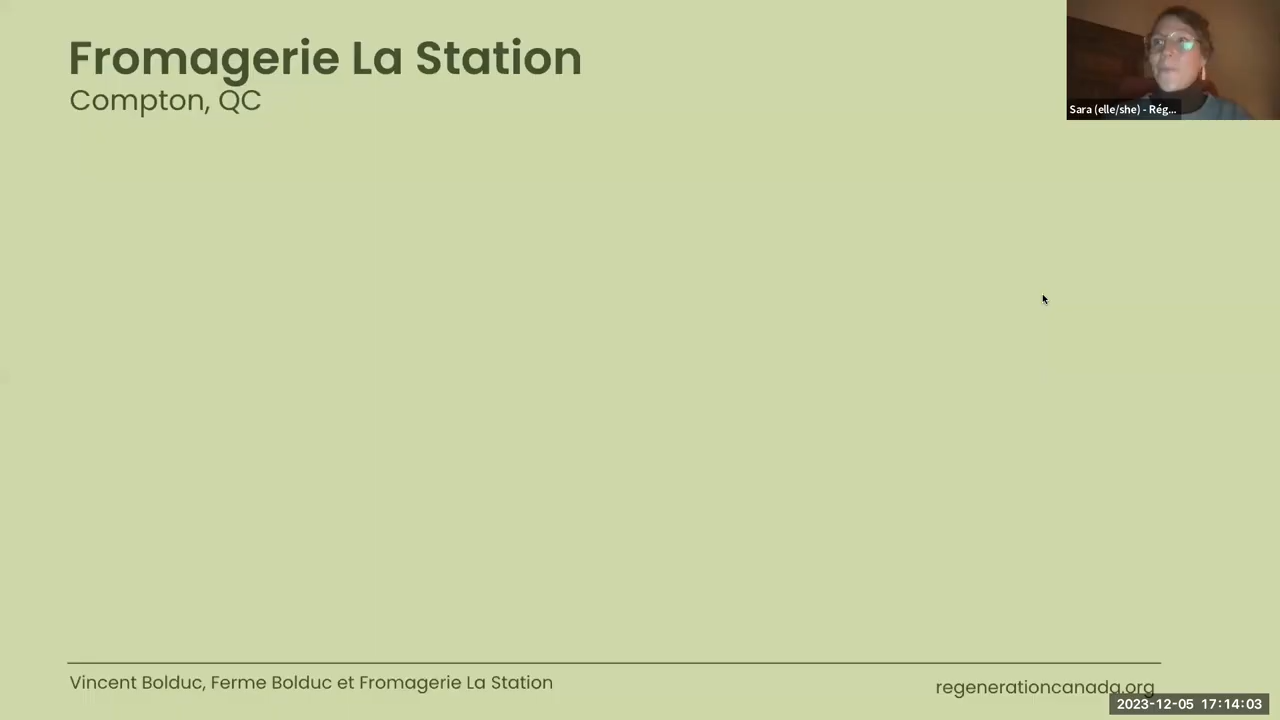 Fromagerie La Station
Compton, QC
Sara (elle/she) - Rég...
Vincent Bolduc, Ferme Bolduc et Fromagerie La Station
regenerationcanada.org
2023-12-05 17:14:03